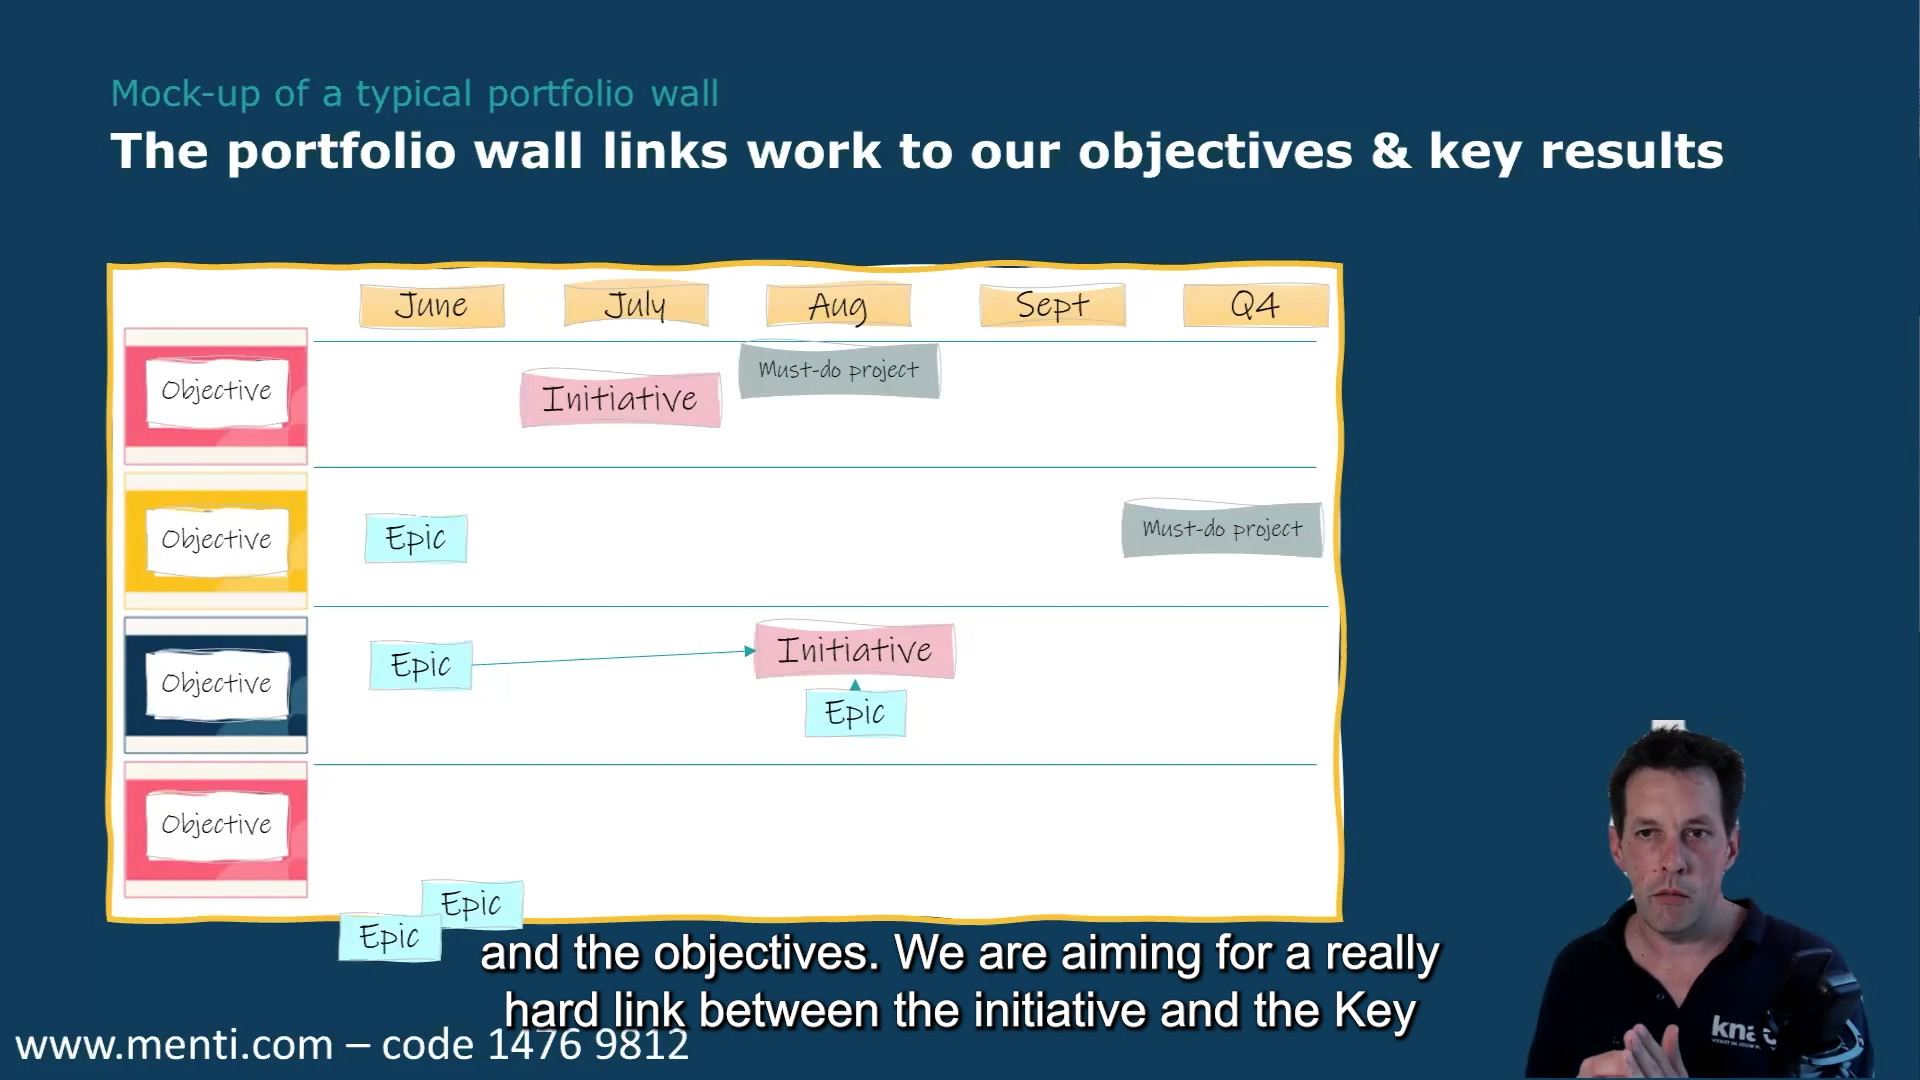 Mock-up of a typical portfolio wall
The portfolio wall links work to our objectives & key results
June July Aug Sept Q4
Must-do project
Objective Initiative
Objective Epic Must-do project
Objective Epic Initiative
Epic
Objective
Epic
Epic
and the objectives. We are aiming for a really
hard link between the initiative and the Key
www.menti.com – code 1476 9812